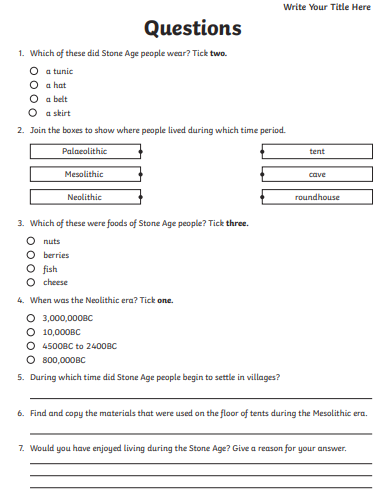 Write Your Title Here
Questions
1. Which of these did Stone Age people wear? Tick two.
a tunic
a hat
a belt
a skirt
2. Join the boxes to show where people lived during which time period.
Palaeolithic tent
Mesolithic cave
Neolithic roundhouse
3. Which of these were foods of Stone Age people? Tick three.
nuts
berries
fish
cheese
4. When was the Neolithic era? Tick one.
3,000,000BC
10,000BC
4500BC to 2400BC
800,000BC
5. During which time did Stone Age people begin to settle in villages?
6. Find and copy the materials that were used on the floor of tents during the Mesolithic era.
7. Would you have enjoyed living during the Stone Age? Give a reason for your answer.